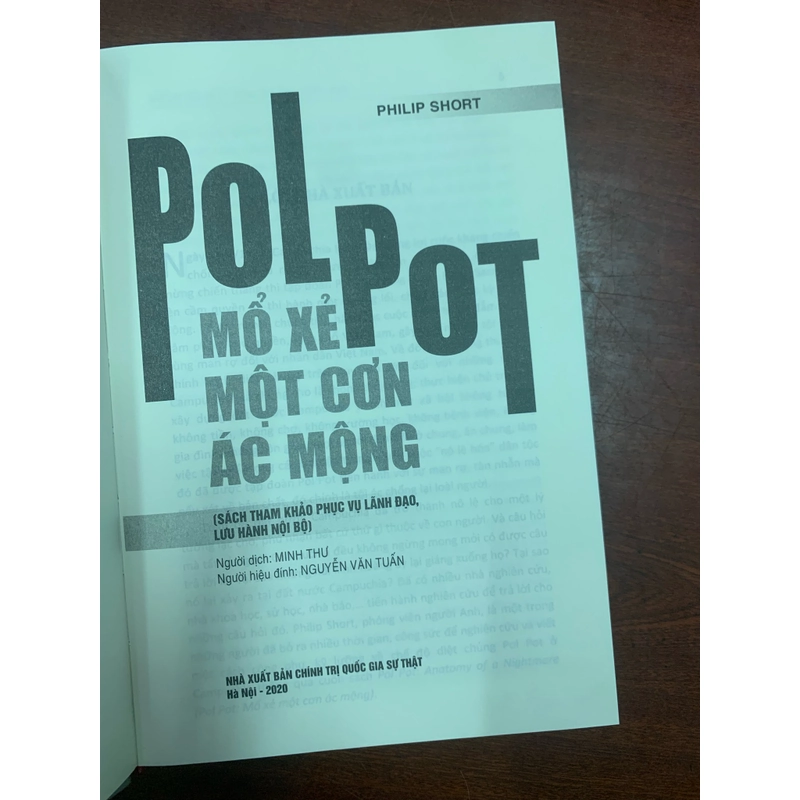 PHILIP SHORT
POL POT
MỔ XẺ
MỘT CƠN
ÁC MỘNG
(SÁCH THAM KHẢO PHỤC VỤ LÃNH ĐẠO,
LƯU HÀNH NỘI BỘ)
Người dịch: MINH THƯ
Người hiệu đính: NGUYỄN VĂN TUẤN
NHÀ XUẤT BẢN CHÍNH TRỊ QUỐC GIA SỰ THẬT
Hà Nội - 2020